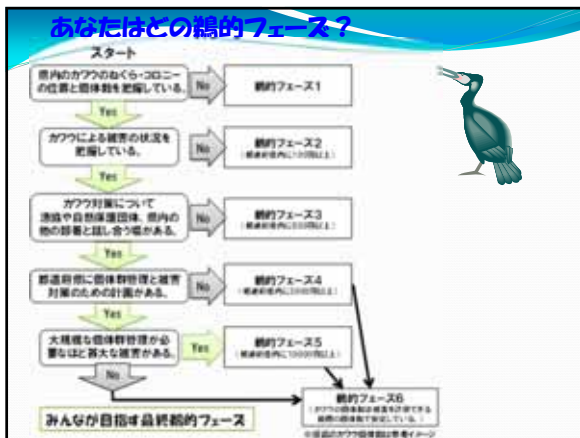 あなたはどの鵜的フェーズ？
スタート
県内のカワウのねぐら・コロニー
の位置と個体数を把握している。
No
鵜的フェーズ1
Yes
カワウによる被害の状況を
把握している。
No
鵜的フェーズ2
Yes
カワウ対策について
漁協や自然保護団体、県内の
他の部署と話し合う場がある。
No
鵜的フェーズ3
Yes
都道府県に個体群管理と被害
対策のための計画がある。
No
鵜的フェーズ4
Yes
大規模な個体群管理が必
要なほど甚大な被害がある。
Yes
鵜的フェーズ5
No
鵜的フェーズ6
みんなが目指す最終鵜的フェーズ